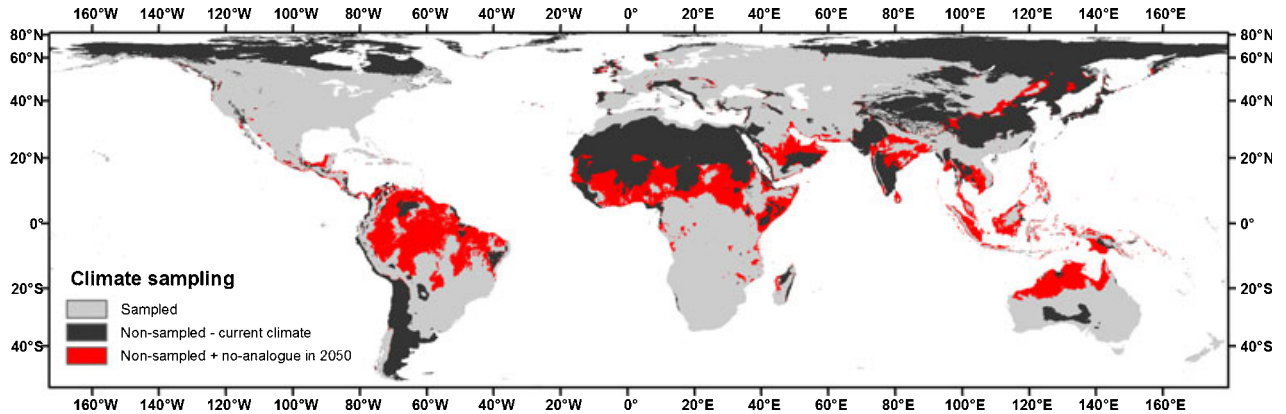 160°W 140°W 120°W 100°W 80°W 60°W 40°W 20°W 0° 20°E 40°E 60°E 80°E 100°E 120°E 140°E 160°E
80°N 80°N
60°N 60°N
40°N 40°N
20°N 20°N
0° 0°
Climate sampling
20°S 20°S
Sampled
Non-sampled - current climate
40°S 40°S
Non-sampled + no-analogue in 2050
160°W 140°W 120°W 100°W 80°W 60°W 40°W 20°W 0° 20°E 40°E 60°E 80°E 100°E 120°E 140°E 160°E